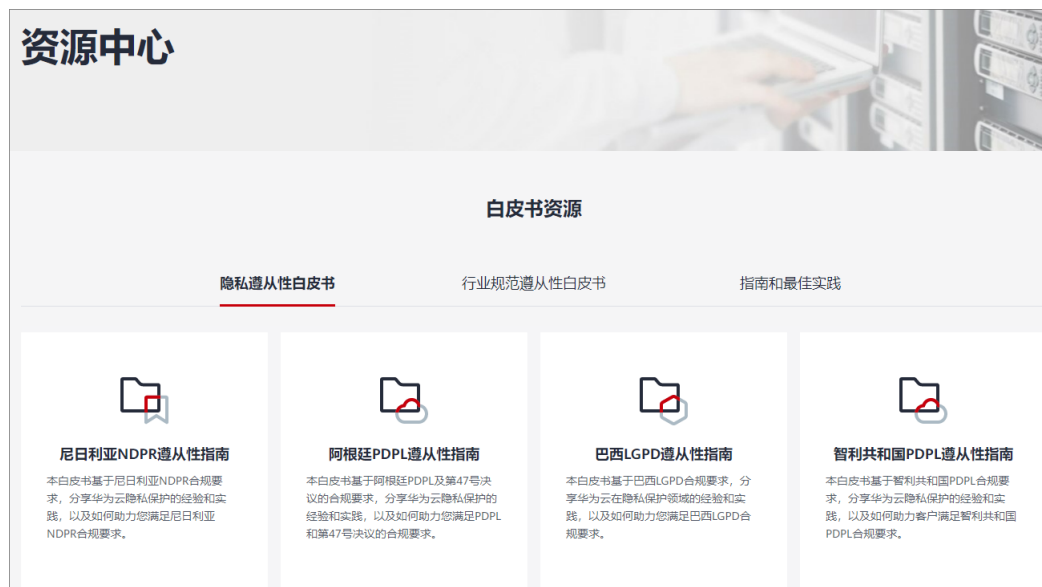 资源中心
白皮书资源
隐私遵从性白皮书
行业规范遵从性白皮书
指南和最佳实践
尼日利亚NDPR遵从性指南
本白皮书基于尼日利亚NDPR合规要
求，分享华为云隐私保护的经验和实
践，以及如何助力您满足尼日利亚
NDPR合规要求。
阿根廷PDPL遵从性指南
本白皮书基于阿根廷PDPL及第47号决
议的合规要求，分享华为云隐私保护的
经验和实践，以及如何助力您满足PDPL
和第47号决议的合规要求。
巴西LGPD遵从性指南
本白皮书基于巴西LGPD合规要求，分
享华为云在隐私保护领域的经验和实
践，以及如何助力您满足巴西LGPD合
规要求。
智利共和国PDPL遵从性指南
本白皮书基于智利共和国PDPL合规要
求，分享华为云隐私保护的经验和实
践，以及如何助力客户满足智利共和国
PDPL合规要求。